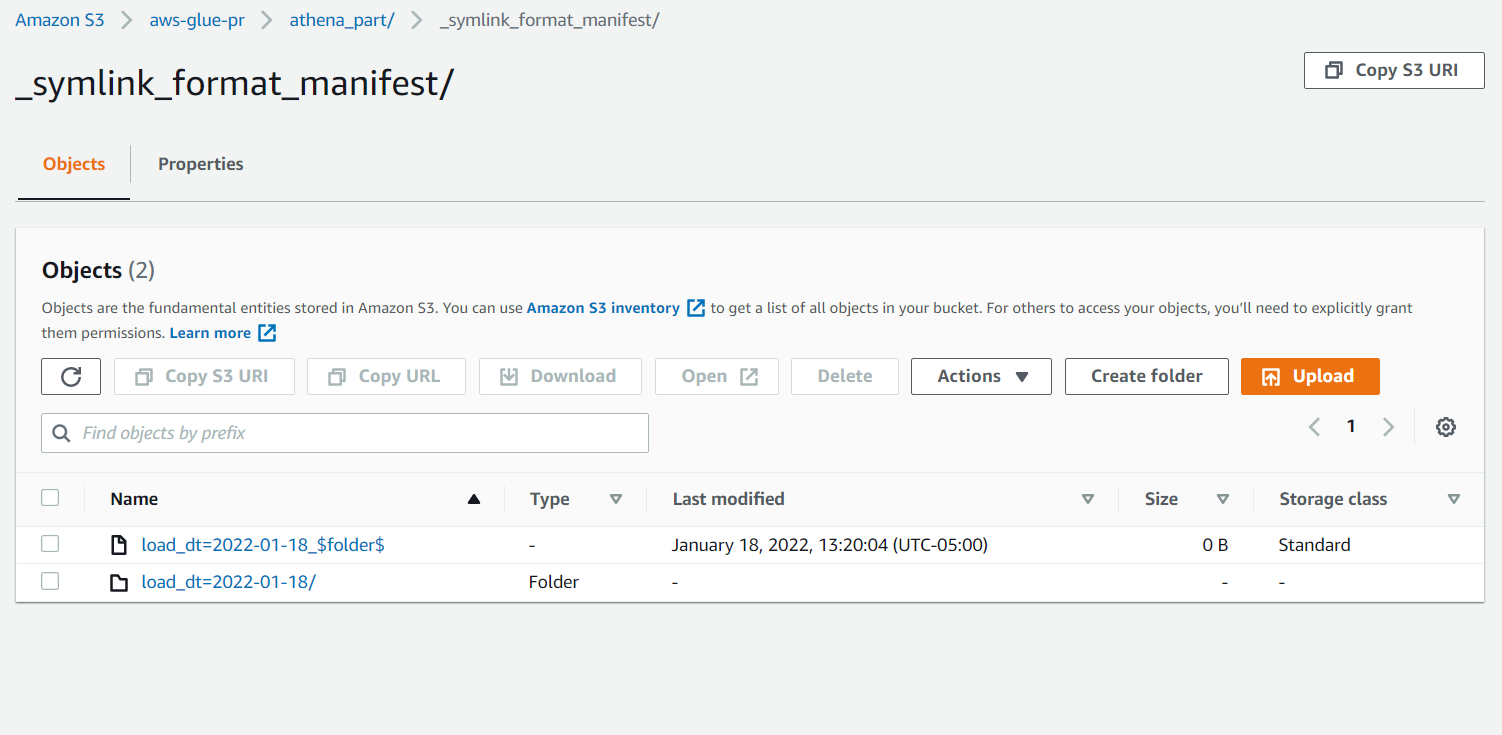 Amazon S3 > aws-glue-pr > athena_part/ > _symlink_format_manifest/
_symlink_format_manifest/
Copy S3 URI
Objects
Properties
Objects (2)
Objects are the fundamental entities stored in Amazon S3. You can use Amazon S3 inventory to get a list of all objects in your bucket. For others to access your objects, you’ll need to explicitly grant
them permissions. Learn more
Copy S3 URI Copy URL Download Open Delete Actions Create folder Upload
Find objects by prefix
1
Name Type Last modified Size Storage class
load_dt=2022-01-18_$folder$ - January 18, 2022, 13:20:04 (UTC-05:00) 0 B Standard
load_dt=2022-01-18/ Folder - - -